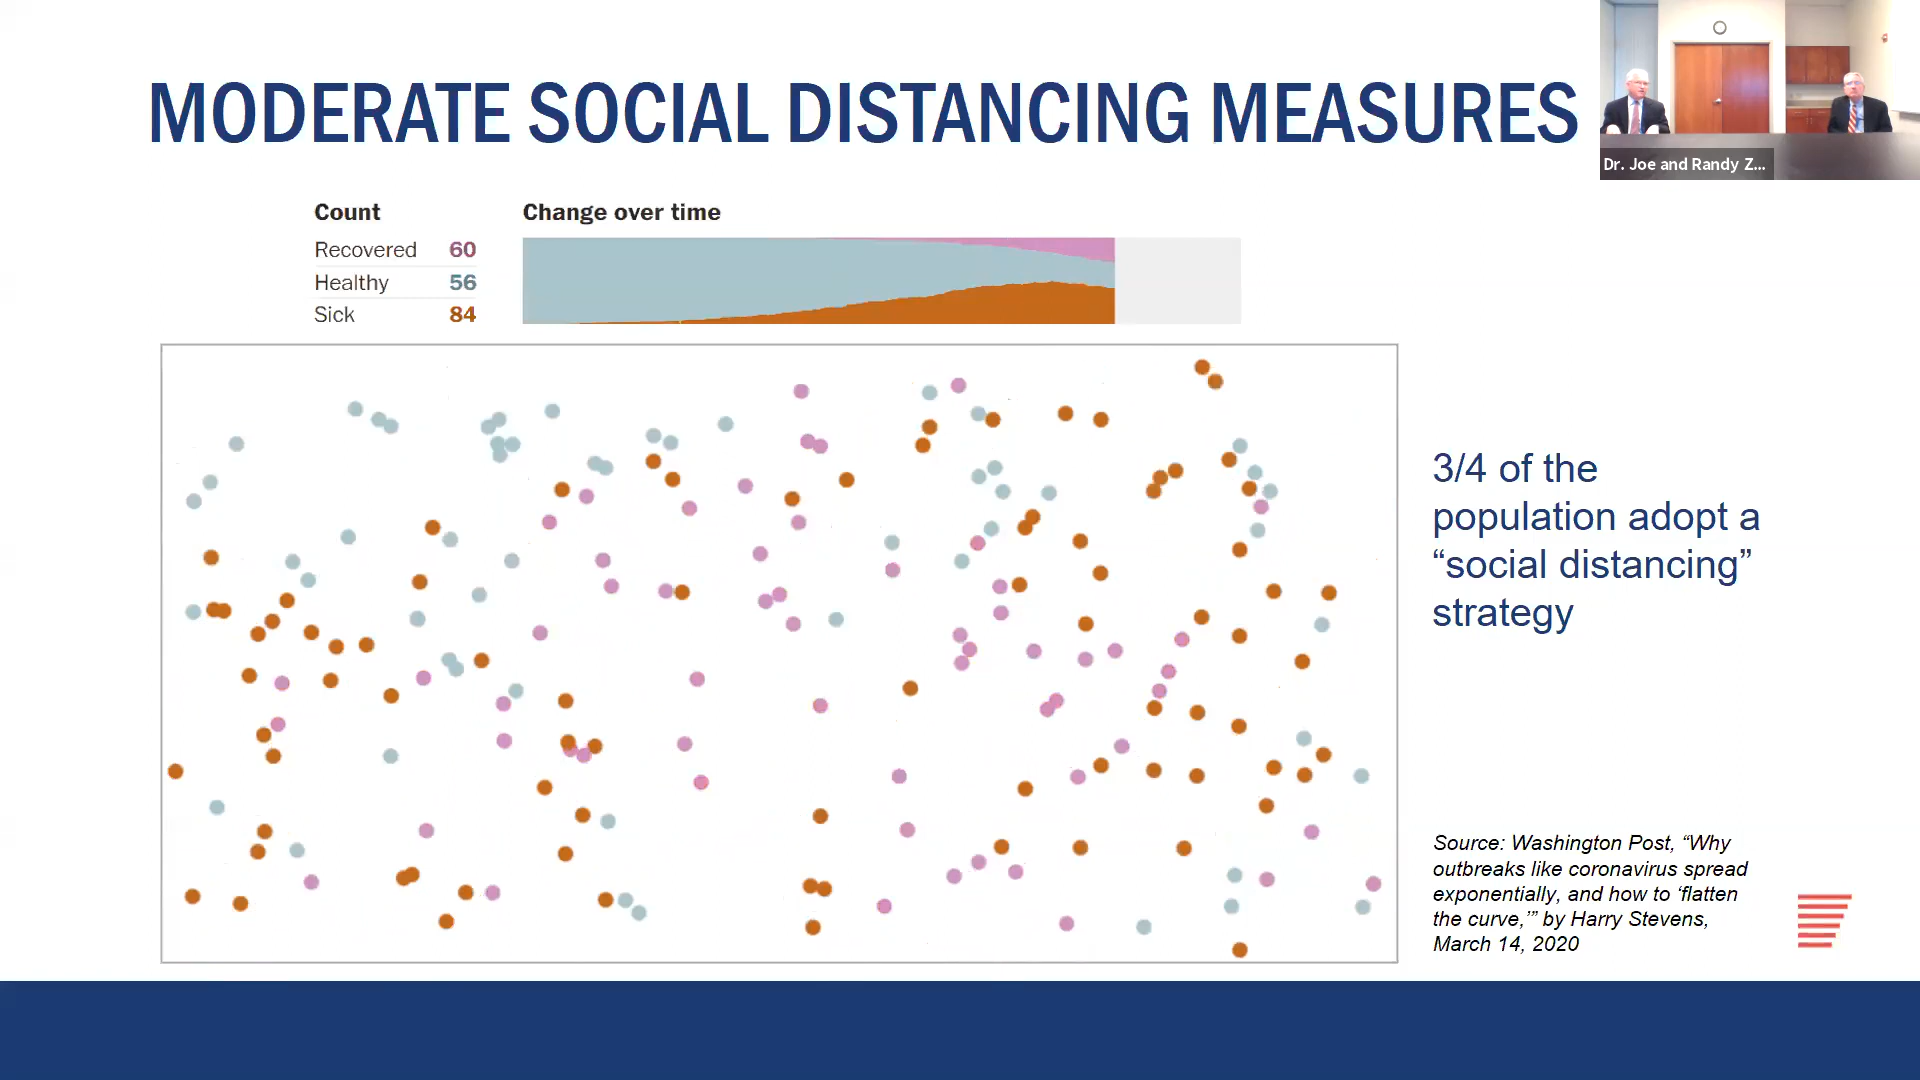 MODERATE SOCIAL DISTANCING MEASURES
Dr. Joe and Randy Z...
Count
Change over time
Recovered 60
Healthy 56
Sick 84
3/4 of the
population adopt a
“social distancing”
strategy
Source: Washington Post, “Why
outbreaks like coronavirus spread
exponentially, and how to ‘flatten
the curve,’” by Harry Stevens,
March 14, 2020